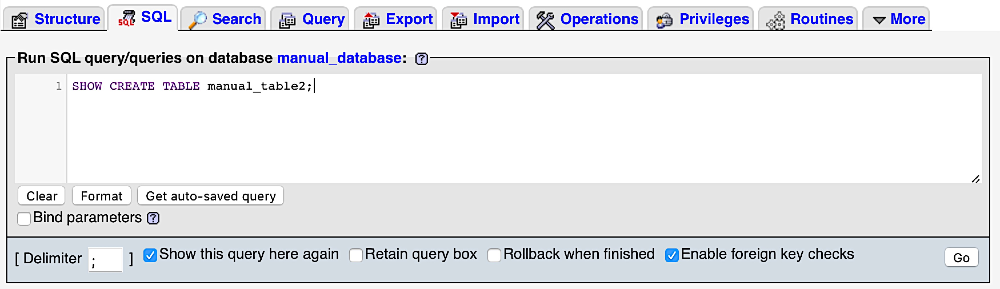 Structure SQL Search Query Export Import Operations Privileges Routines More
Run SQL query/queries on database manual_database: ?
1 SHOW CREATE TABLE manual_table2;
Clear Format Get auto-saved query
Bind parameters ?
[ Delimiter ; ] Show this query here again Retain query box Rollback when finished Enable foreign key checks Go